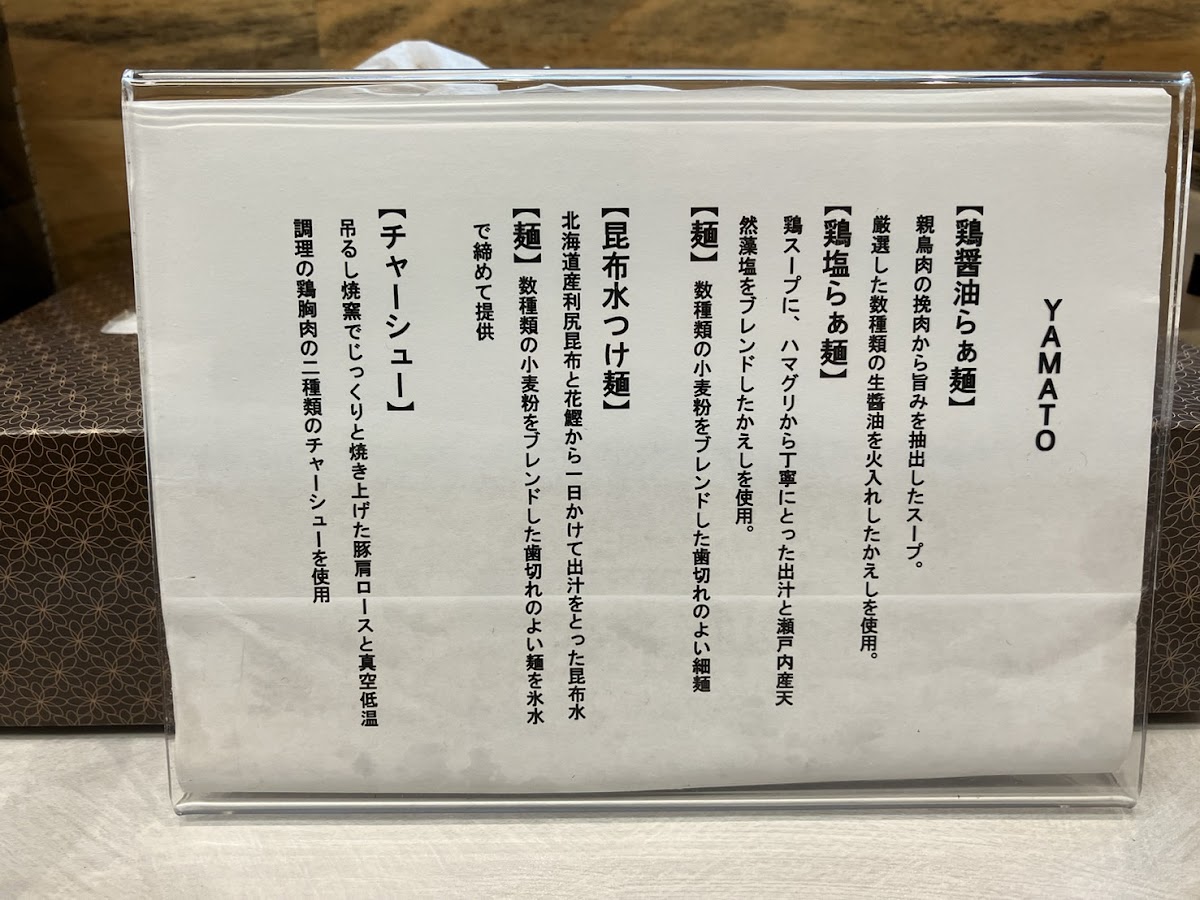 YAMATO
【鶏醤油らぁ麺】
親鳥肉の挽肉から旨みを抽出したスープ。
厳選した数種類の生醤油を火入れしたかえしを使用。
【鶏塩らぁ麺】
鶏スープに、ハマグリから丁寧にとった出汁と瀬戸内産天
然藻塩をブレンドしたかえしを使用。
【麺】 数種類の小麦粉をブレンドした歯切れのよい細麺
【昆布水つけ麺】
北海道産利尻昆布と花鰹から一日かけて出汁をとった昆布水
【麺】 数種類の小麦粉をブレンドした歯切れのよい麺を氷水
で締めて提供
【チャーシュー】
吊るし焼窯でじっくりと焼き上げた豚肩ロースと真空低温
調理の鶏胸肉の二種類のチャーシューを使用